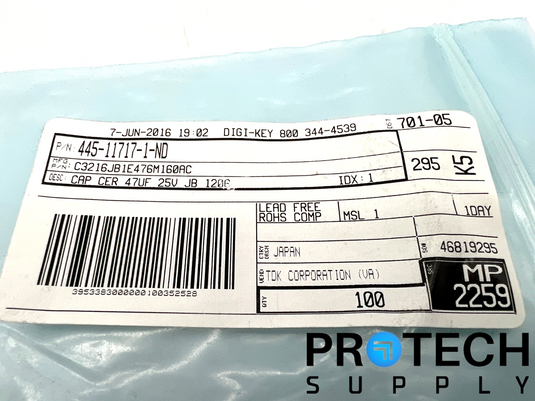 7-JUN-2016 19:02 DIGI-KEY 800 344-4539
701-05
P/N: 445-11717-1-ND
MFG P/N: C3216JB1E476M160AC
DESC: CAP CER 47UF 25V JB 1206 IDX: 1
295 K5
LEAD FREE
ROHS COMP
MSL 1
1DAY
JAPAN
46819295
TDK CORPORATION (VA)
QTY
100
MP
2259
3953383000000100352528
PROTECH
SUPPLY